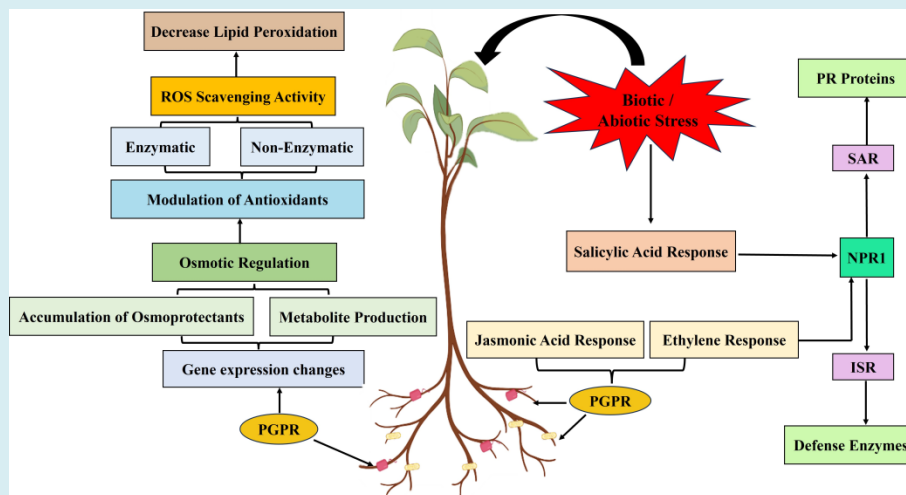 Decrease Lipid Peroxidation
ROS Scavenging Activity
Enzymatic
Non-Enzymatic
Modulation of Antioxidants
Osmotic Regulation
Accumulation of Osmoprotectants
Metabolite Production
Gene expression changes
PGPR
Biotic /
Abiotic Stress
Salicylic Acid Response
Jasmonic Acid Response
Ethylene Response
PGPR
PR Proteins
SAR
NPR1
ISR
Defense Enzymes